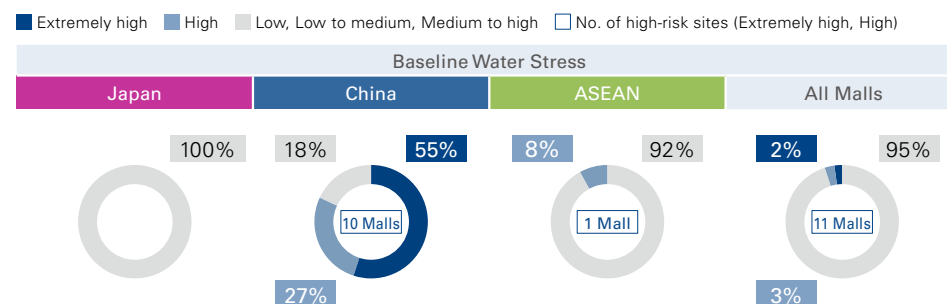 Extremely high High Low, Low to medium, Medium to high No. of high-risk sites (Extremely high, High)
Baseline Water Stress
Japan China ASEAN All Malls
100% 18% 55% 8% 92% 2% 95%
10 Malls 1 Mall 11 Malls
27% 3%